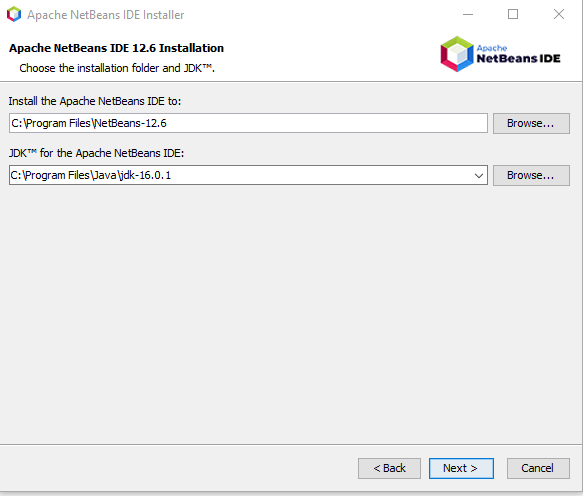 Apache NetBeans IDE Installer
Apache NetBeans IDE 12.6 Installation
Choose the installation folder and JDK™.
Apache
NetBeans IDE
Install the Apache NetBeans IDE to:
C:\Program Files\NetBeans-12.6
Browse...
JDK™ for the Apache NetBeans IDE:
C:\Program Files\Java\jdk-16.0.1
Browse...
< Back
Next >
Cancel